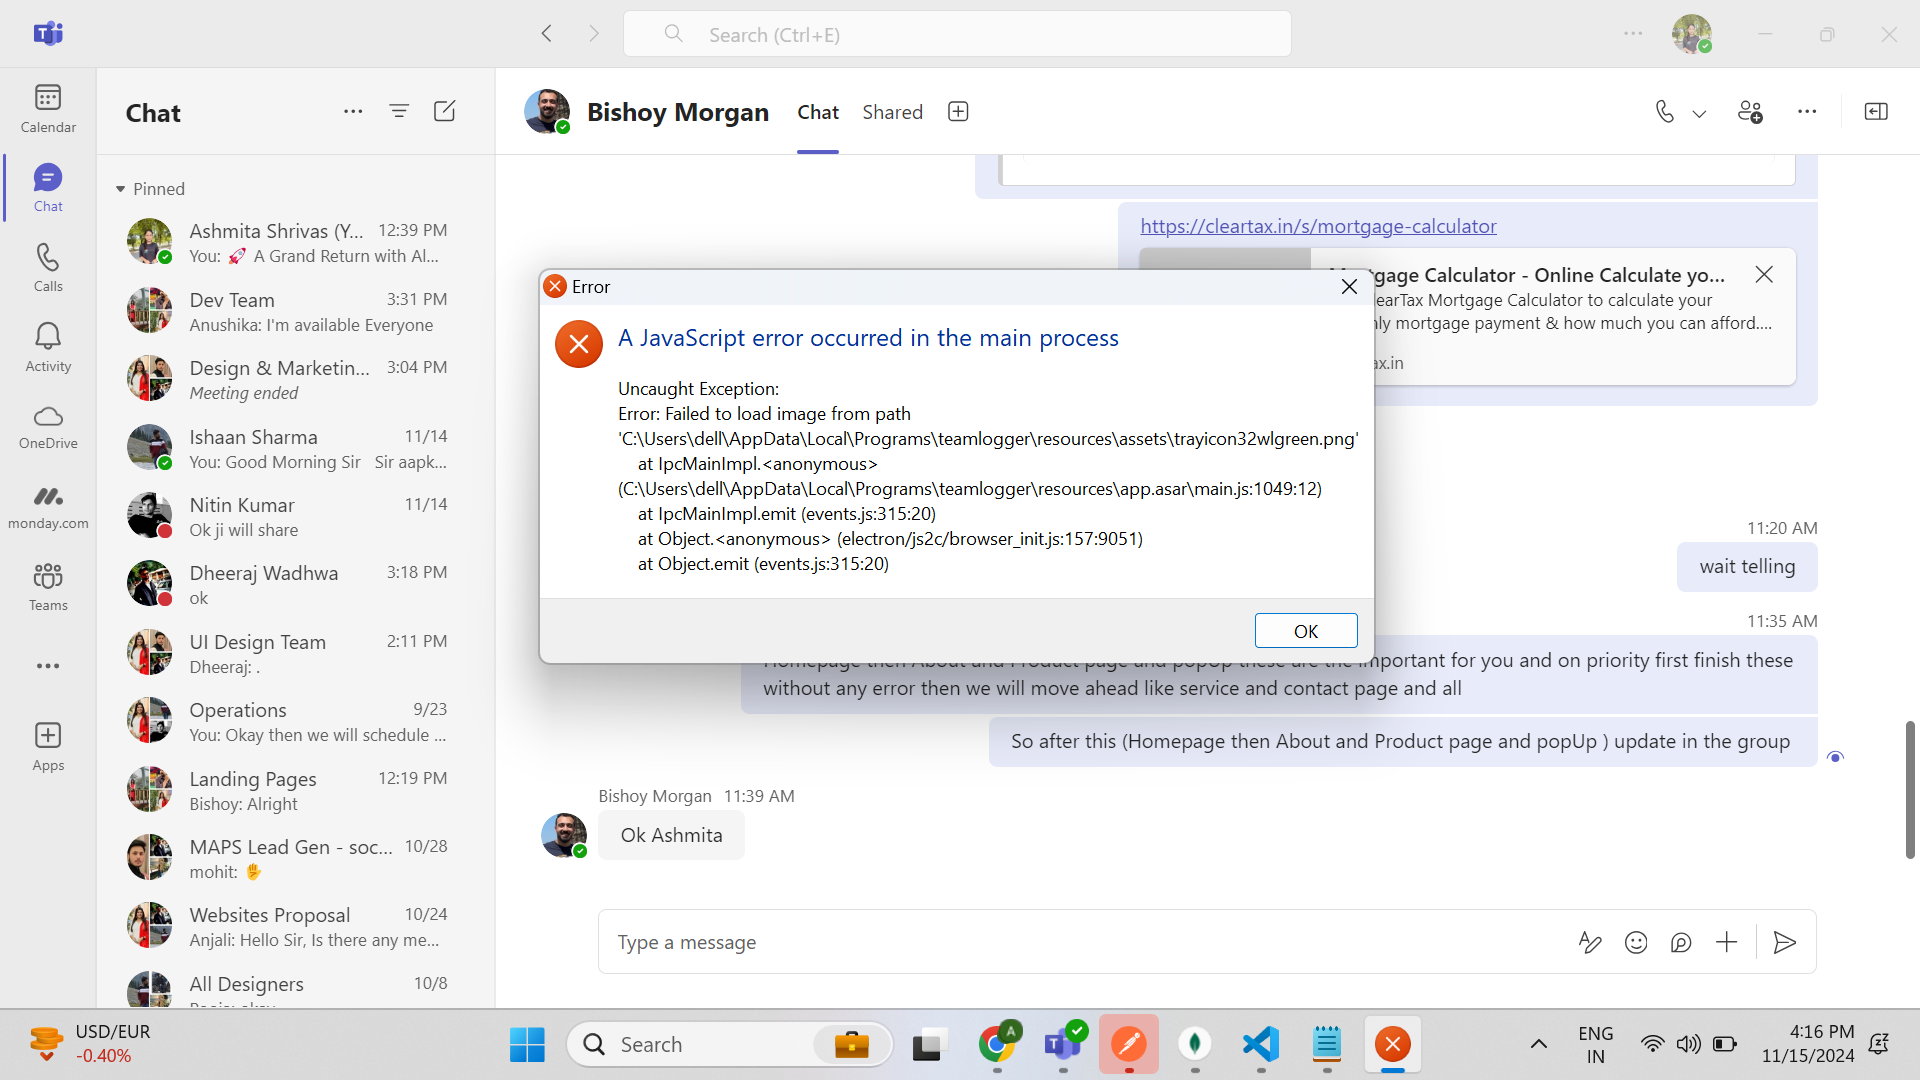 Search (Ctrl+E)
Calendar
Chat
Calls
Activity
OneDrive
monday.com
Teams
Apps
Chat
Pinned
Ashmita Shrivas (Y... 12:39 PM
You: 🚀 A Grand Return with Al...
Dev Team 3:31 PM
Anushika: I'm available Everyone
Design & Marketin... 3:04 PM
Meeting ended
Ishaan Sharma 11/14
You: Good Morning Sir Sir aapk...
Nitin Kumar 11/14
Ok ji will share
Dheeraj Wadhwa 3:18 PM
ok
UI Design Team 2:11 PM
Dheeraj: .
Operations 9/23
You: Okay then we will schedule ...
Landing Pages 12:19 PM
Bishoy: Alright
MAPS Lead Gen - soc... 10/28
mohit: ✋
Websites Proposal 10/24
Anjali: Hello Sir, Is there any me...
All Designers 10/8
Bishoy Morgan Chat Shared
https://cleartax.in/s/mortgage-calculator
gage Calculator - Online Calculate yo...
learTax Mortgage Calculator to calculate your
mortgage payment & how much you can afford....
ax.in
Error
A JavaScript error occurred in the main process
Uncaught Exception:
Error: Failed to load image from path
'C:\Users\dell\AppData\Local\Programs\teamlogger\resources\assets\trayicon32wlgreen.png'
at IpcMainImpl.<anonymous>
(C:\Users\dell\AppData\Local\Programs\teamlogger\resources\app.asar\main.js:1049:12)
at IpcMainImpl.emit (events.js:315:20)
at Object.<anonymous> (electron/js2c/browser_init.js:157:9051)
at Object.emit (events.js:315:20)
OK
11:20 AM
wait telling
11:35 AM
Homepage then About and Product page and popUp these are the important for you and on priority first finish these
without any error then we will move ahead like service and contact page and all
So after this (Homepage then About and Product page and popUp ) update in the group
Bishoy Morgan 11:39 AM
Ok Ashmita
Type a message
USD/EUR
-0.40%
Search
A
ENG
IN
4:16 PM
11/15/2024